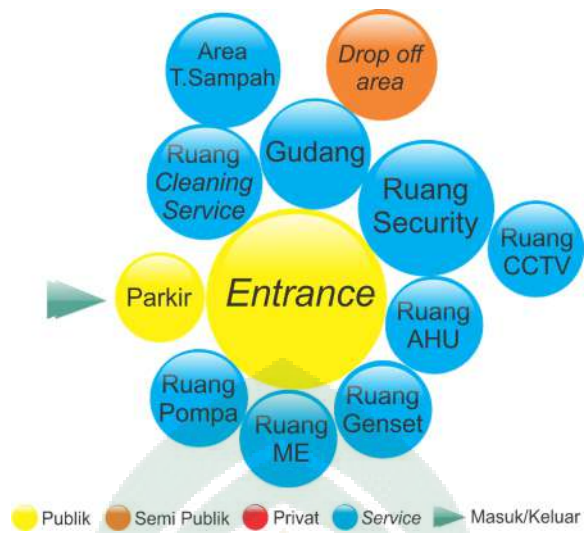 Area
T.Sampah
Drop off
area
Ruang
Cleaning
Service
Gudang
Ruang
Security
Ruang
CCTV
Parkir
Entrance
Ruang
AHU
Ruang
Pompa
Ruang
ME
Ruang
Genset
Publik
Semi Publik
Privat
Service
Masuk/Keluar